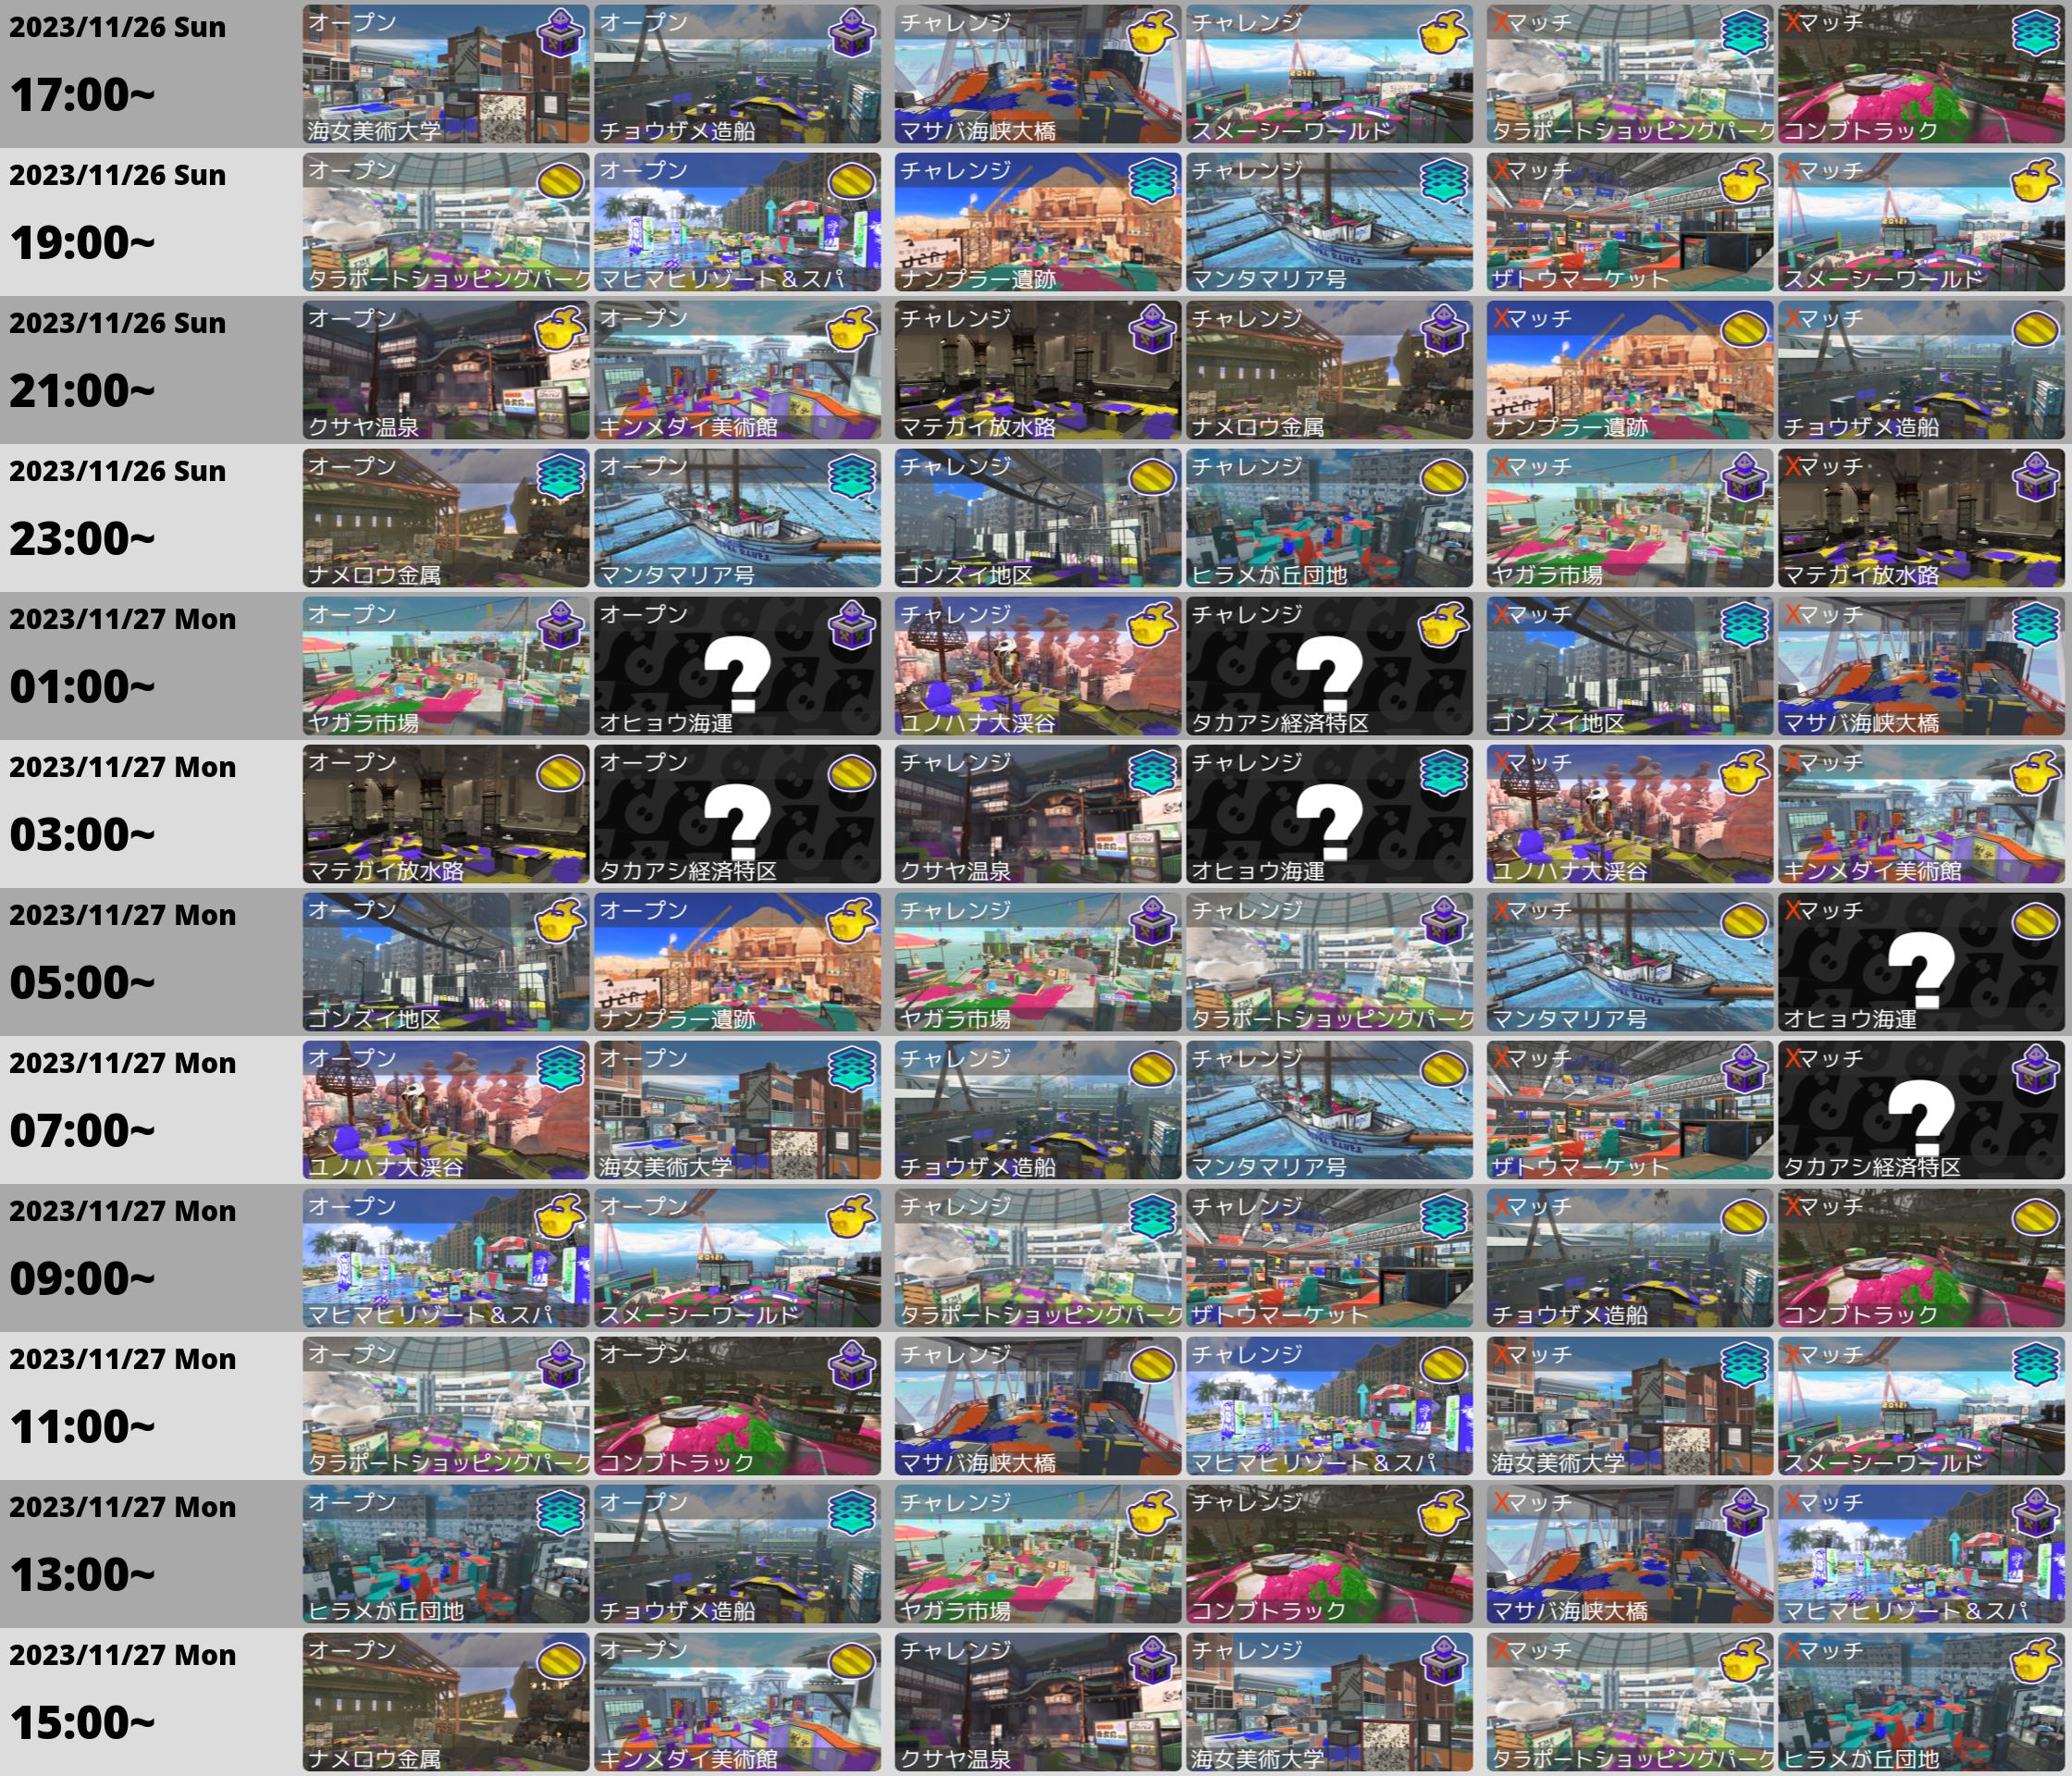 2023/11/26 Sun
17:00~
オープン オープン チャレンジ チャレンジ Xマッチ Xマッチ
海女美術大学 チョウザメ造船 マサバ海峡大橋 スメーシーワールド タラポートショッピングパーク コンブトラック
2023/11/26 Sun
19:00~
オープン オープン チャレンジ チャレンジ Xマッチ Xマッチ
タラポートショッピングパーク マヒマヒリゾート&スパ ナンプラー遺跡 マンタマリア号 ザトウマーケット スメーシーワールド
2023/11/26 Sun
21:00~
オープン オープン チャレンジ チャレンジ Xマッチ Xマッチ
クサヤ温泉 キンメダイ美術館 マテガイ放水路 ナメロウ金属 ナンプラー遺跡 チョウザメ造船
2023/11/26 Sun
23:00~
オープン オープン チャレンジ チャレンジ Xマッチ Xマッチ
ナメロウ金属 マンタマリア号 ゴンズイ地区 ヒラメが丘団地 ヤガラ市場 マテガイ放水路
2023/11/27 Mon
01:00~
オープン オープン チャレンジ チャレンジ Xマッチ Xマッチ
?
?
ヤガラ市場 オヒョウ海運 ユノハナ大渓谷 タカアシ経済特区 ゴンズイ地区 マサバ海峡大橋
2023/11/27 Mon
03:00~
オープン オープン チャレンジ チャレンジ Xマッチ Xマッチ
?
?
マテガイ放水路 タカアシ経済特区 クサヤ温泉 オヒョウ海運 ユノハナ大渓谷 キンメダイ美術館
2023/11/27 Mon
05:00~
オープン オープン チャレンジ チャレンジ Xマッチ Xマッチ
?
ゴンズイ地区 ナンプラー遺跡 ヤガラ市場 タラポートショッピングパーク マンタマリア号 オヒョウ海運
2023/11/27 Mon
07:00~
オープン オープン チャレンジ チャレンジ Xマッチ Xマッチ
?
ユノハナ大渓谷 海女美術大学 チョウザメ造船 マンタマリア号 ザトウマーケット タカアシ経済特区
2023/11/27 Mon
09:00~
オープン オープン チャレンジ チャレンジ Xマッチ Xマッチ
マヒマヒリゾート&スパ スメーシーワールド タラポートショッピングパーク ザトウマーケット チョウザメ造船 コンブトラック
2023/11/27 Mon
11:00~
オープン オープン チャレンジ チャレンジ Xマッチ Xマッチ
タラポートショッピングパーク コンブトラック マサバ海峡大橋 マヒマヒリゾート&スパ 海女美術大学 スメーシーワールド
2023/11/27 Mon
13:00~
オープン オープン チャレンジ チャレンジ Xマッチ Xマッチ
ヒラメが丘団地 チョウザメ造船 ヤガラ市場 コンブトラック マサバ海峡大橋 マヒマヒリゾート&スパ
2023/11/27 Mon
15:00~
オープン オープン チャレンジ チャレンジ Xマッチ Xマッチ
ナメロウ金属 キンメダイ美術館 クサヤ温泉 海女美術大学 タラポートショッピングパーク ヒラメが丘団地